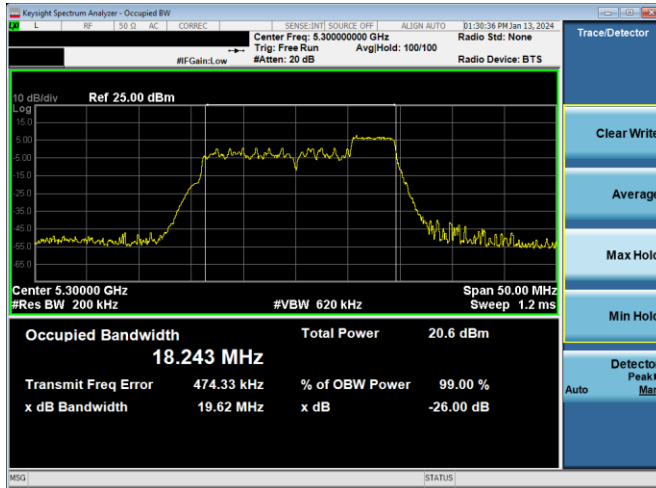 Keysight Spectrum Analyzer - Occupied BW
L RF 50 Ω AC CORREC SENSE:INT SOURCE OFF ALIGN AUTO 01:30:36 PM Jan 13, 2024
Center Freq: 5.300000000 GHz Radio Std: None
Trig: Free Run Avg|Hold: 100/100
#IFGain:Low #Atten: 20 dB Radio Device: BTS
Trace/Detector
10 dB/div Ref 25.00 dBm
Log
15.0
5.00
-5.00
-15.0
-25.0
-35.0
-45.0
-55.0
-65.0
Center 5.30000 GHz Span 50.00 MHz
#Res BW 200 kHz #VBW 620 kHz Sweep 1.2 ms
Occupied Bandwidth Total Power 20.6 dBm
18.243 MHz
Transmit Freq Error 474.33 kHz % of OBW Power 99.00 %
x dB Bandwidth 19.62 MHz x dB -26.00 dB
Clear Write
Average
Max Hold
Min Hold
Detector
Peak
Auto Man
MSG STATUS